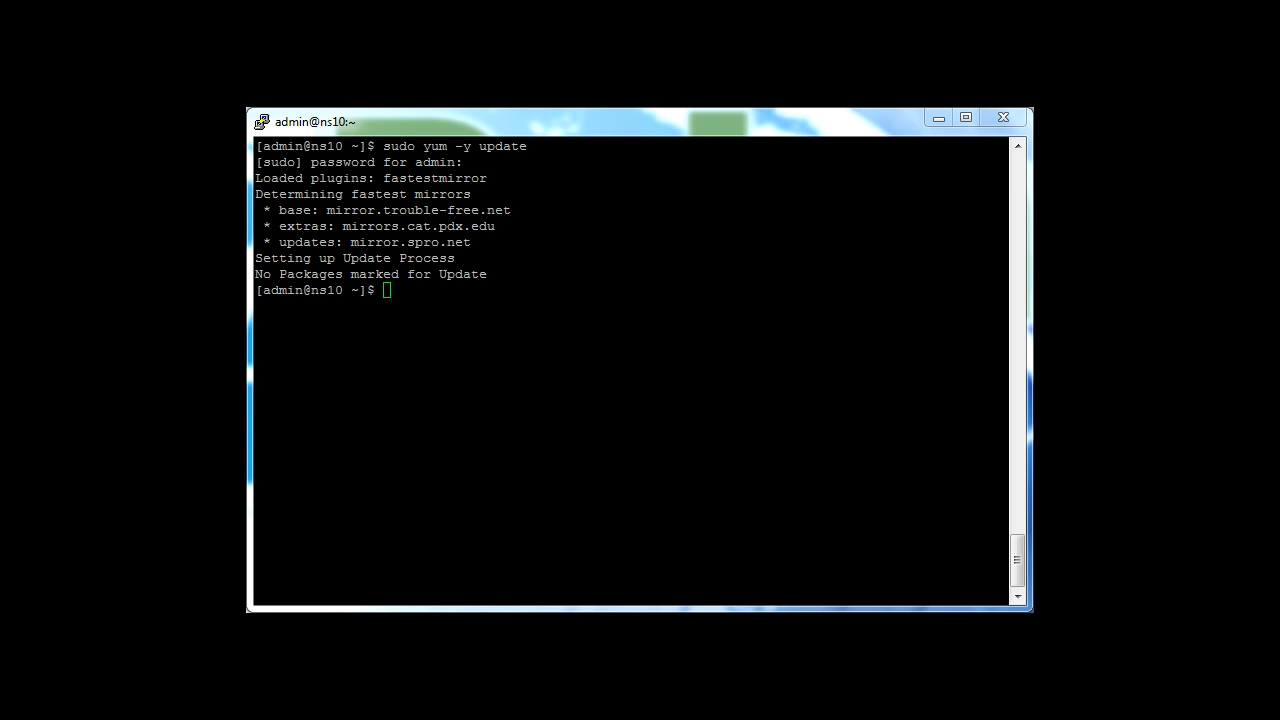 admin@ns10:~
[admin@ns10 ~]$ sudo yum -y update
[sudo] password for admin:
Loaded plugins: fastestmirror
Determining fastest mirrors
 * base: mirror.trouble-free.net
 * extras: mirrors.cat.pdx.edu
 * updates: mirror.spro.net
Setting up Update Process
No Packages marked for Update
[admin@ns10 ~]$